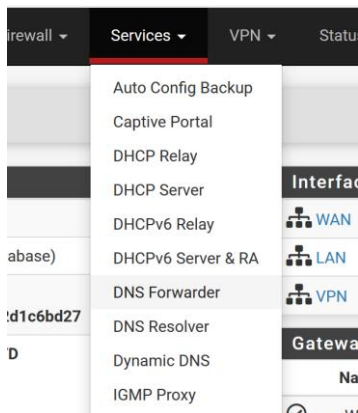 irewall Services VPN Statu
Auto Config Backup
Captive Portal
DHCP Relay
DHCP Server
Interfac
DHCPv6 Relay
WAN
abase)
DHCPv6 Server & RA
LAN
DNS Forwarder
VPN
2d1c6bd27
DNS Resolver
Gatewa
'D
Dynamic DNS
Na
IGMP Proxy